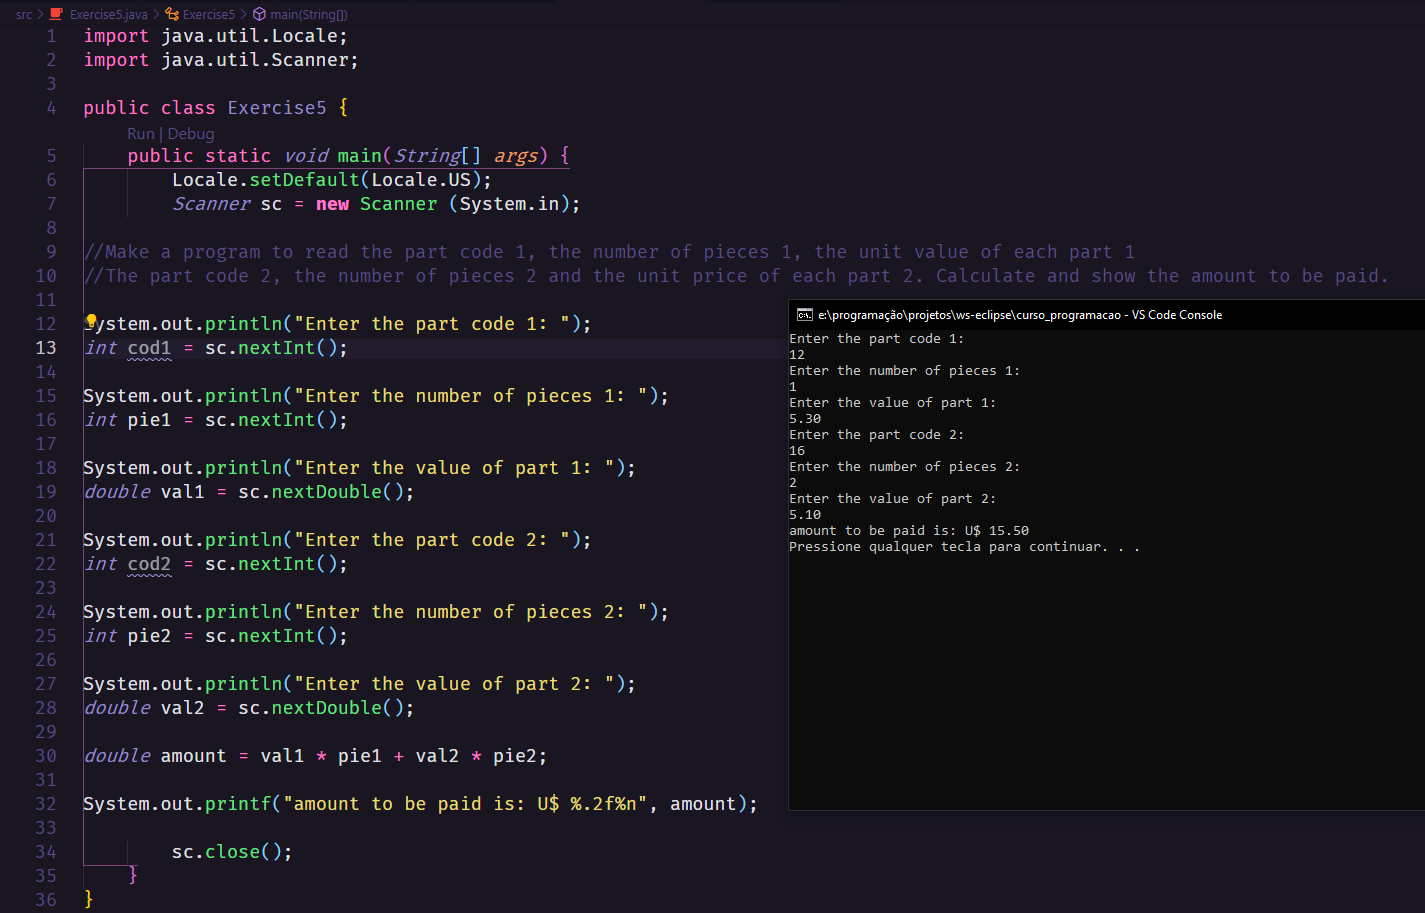 src > Exercise5.java > Exercise5 > main(String[])
1 import java.util.Locale;
2 import java.util.Scanner;
3
4 public class Exercise5 {
Run | Debug
5 public static void main(String[] args) {
6 Locale.setDefault(Locale.US);
7 Scanner sc = new Scanner (System.in);
8
9 //Make a program to read the part code 1, the number of pieces 1, the unit value of each part 1
10 //The part code 2, the number of pieces 2 and the unit price of each part 2. Calculate and show the amount to be paid.
11
12 System.out.println("Enter the part code 1: ");
13 int cod1 = sc.nextInt();
14
15 System.out.println("Enter the number of pieces 1: ");
16 int pie1 = sc.nextInt();
17
18 System.out.println("Enter the value of part 1: ");
19 double val1 = sc.nextDouble();
20
21 System.out.println("Enter the part code 2: ");
22 int cod2 = sc.nextInt();
23
24 System.out.println("Enter the number of pieces 2: ");
25 int pie2 = sc.nextInt();
26
27 System.out.println("Enter the value of part 2: ");
28 double val2 = sc.nextDouble();
29
30 double amount = val1 * pie1 + val2 * pie2;
31
32 System.out.printf("amount to be paid is: U$ %.2f%n", amount);
33
34 sc.close();
35 }
36 }
e:\programação\projetos\ws-eclipse\curso_programacao - VS Code Console
Enter the part code 1:
12
Enter the number of pieces 1:
1
Enter the value of part 1:
5.30
Enter the part code 2:
16
Enter the number of pieces 2:
2
Enter the value of part 2:
5.10
amount to be paid is: U$ 15.50
Pressione qualquer tecla para continuar. . .